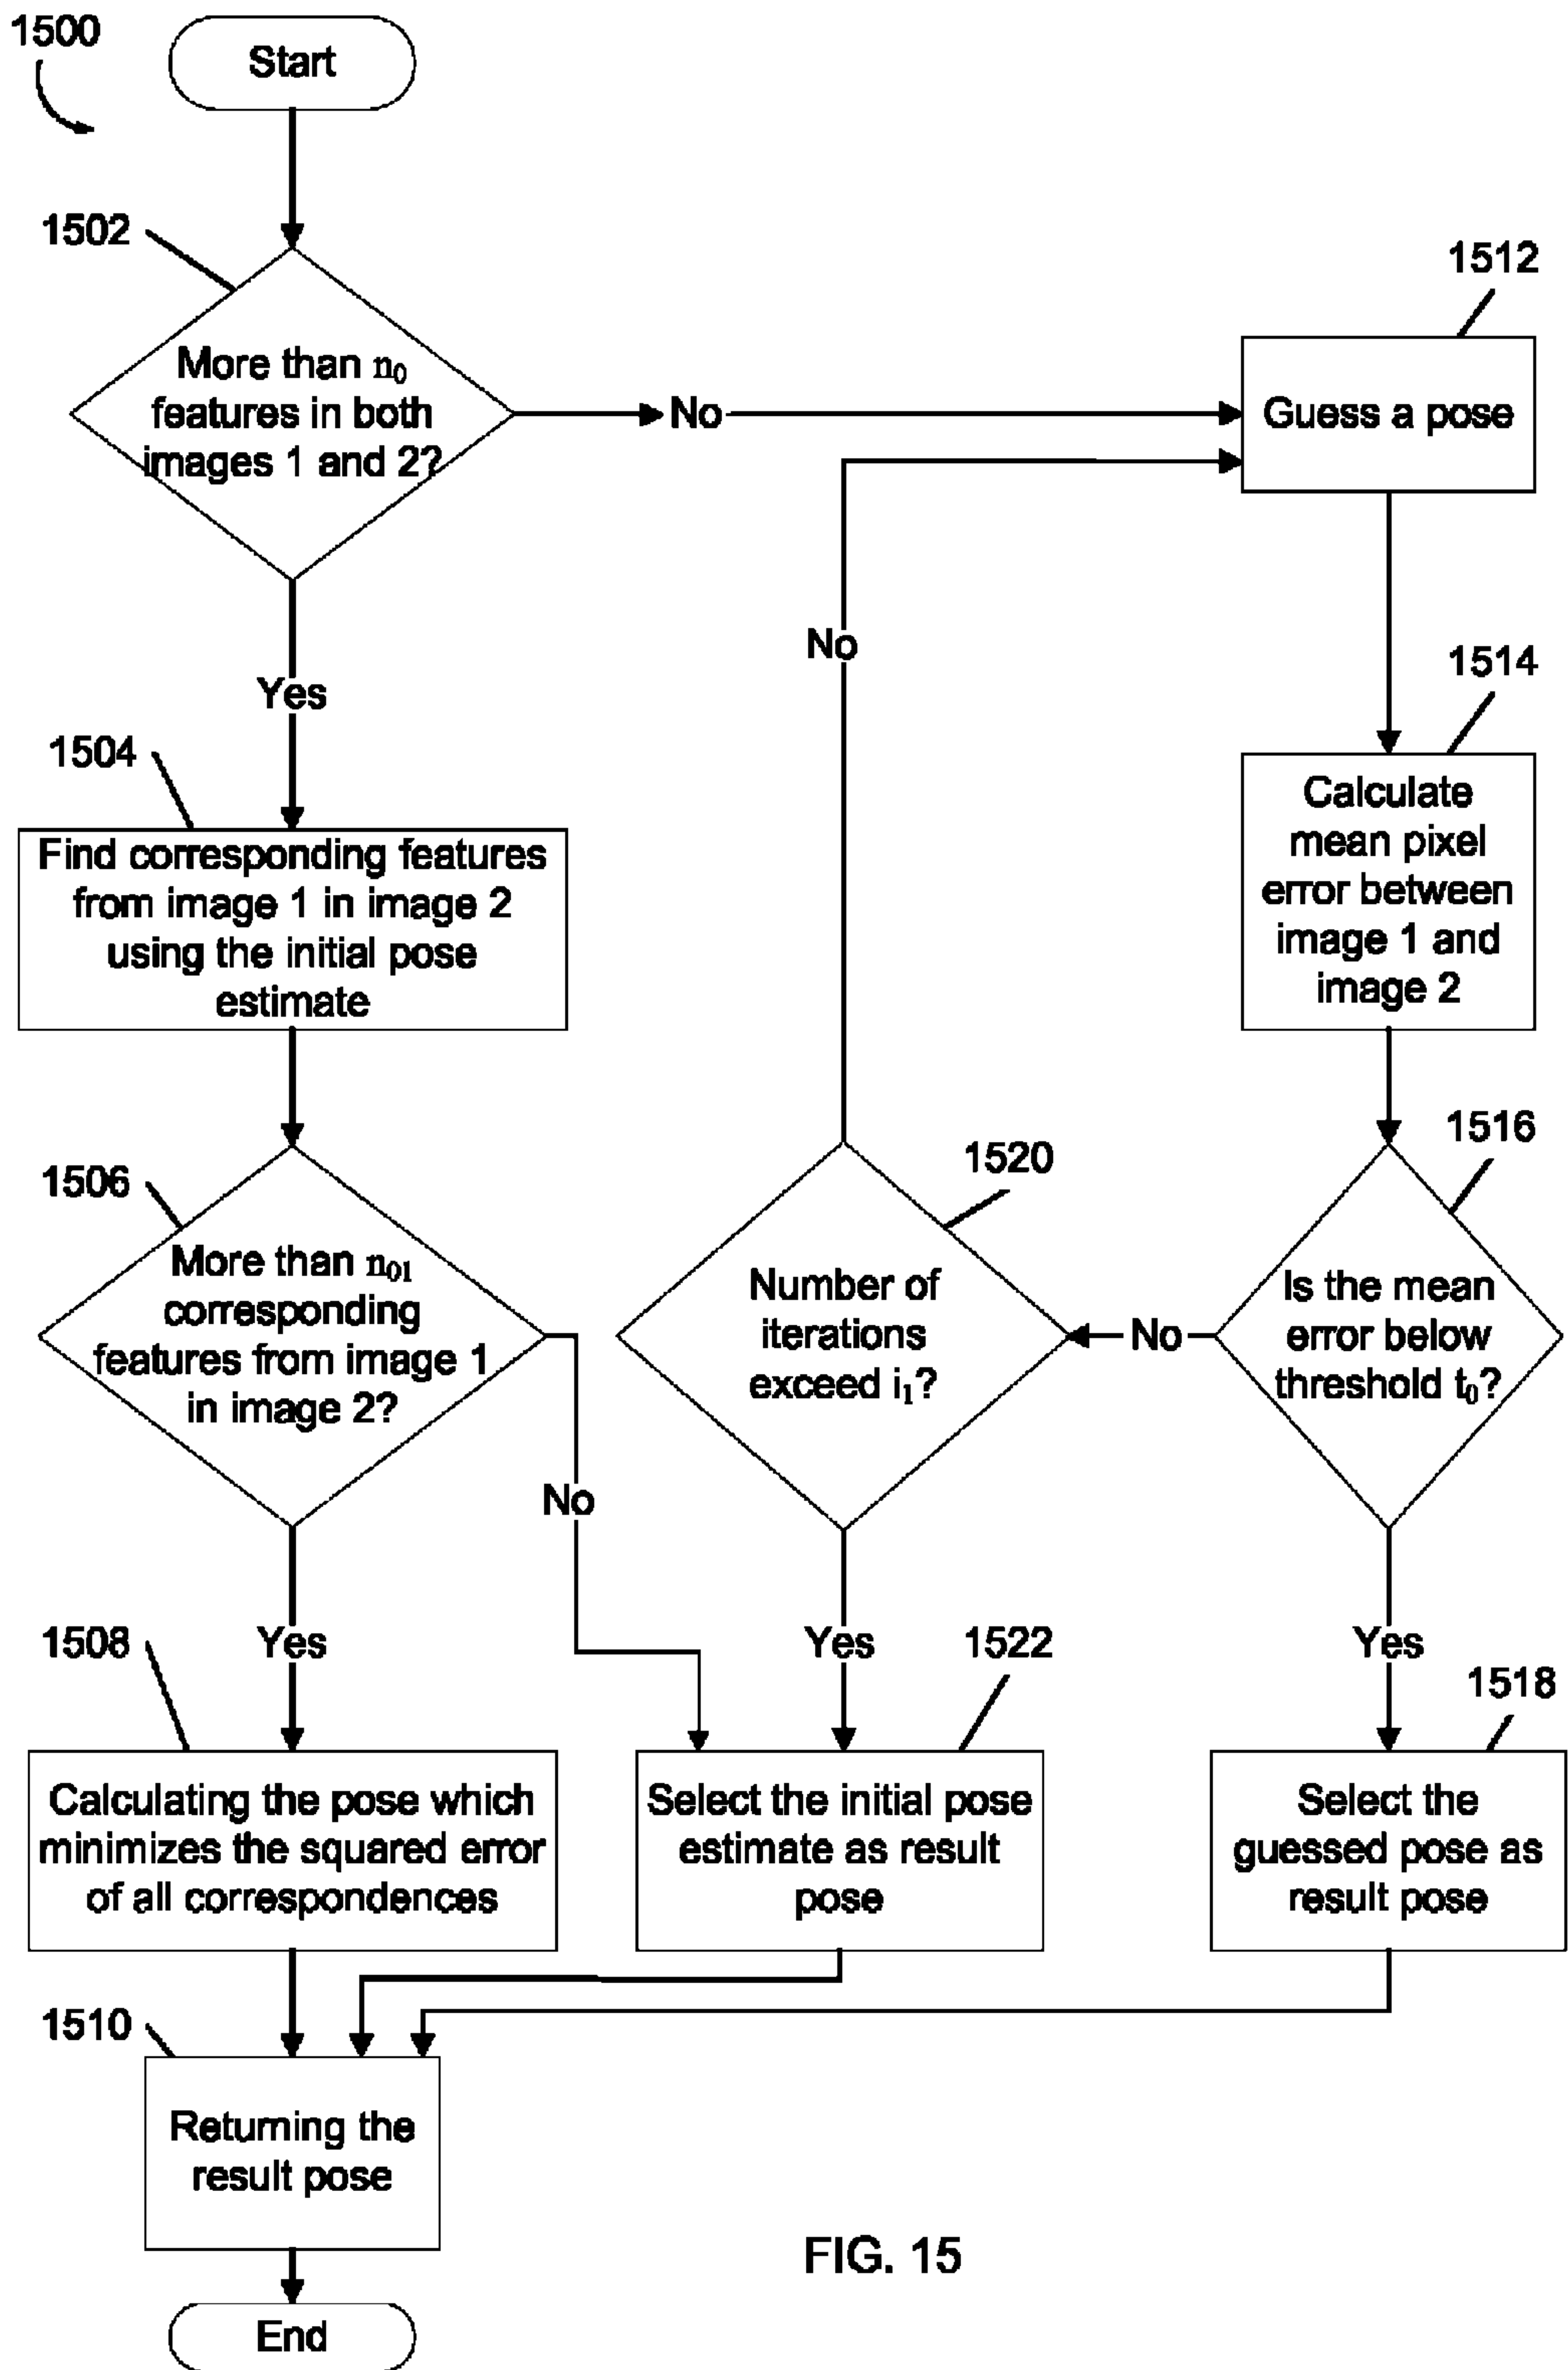 1500
Start
1502
More than n₀
features in both
images 1 and 2?
No
1512
Guess a pose
Yes
No
1514
Calculate
mean pixel
error between
image 1 and
image 2
1504
Find corresponding features
from image 1 in image 2
using the initial pose
estimate
1506
More than n₀₁
corresponding
features from image 1
in image 2?
No
1520
Number of
iterations
exceed i₁?
No
1516
Is the mean
error below
threshold t₀?
Yes
1508
Calculating the pose which
minimizes the squared error
of all correspondences
Yes
1522
Select the initial pose
estimate as result
pose
Yes
1518
Select the
guessed pose as
result pose
1510
Returning the
result pose
End
FIG. 15